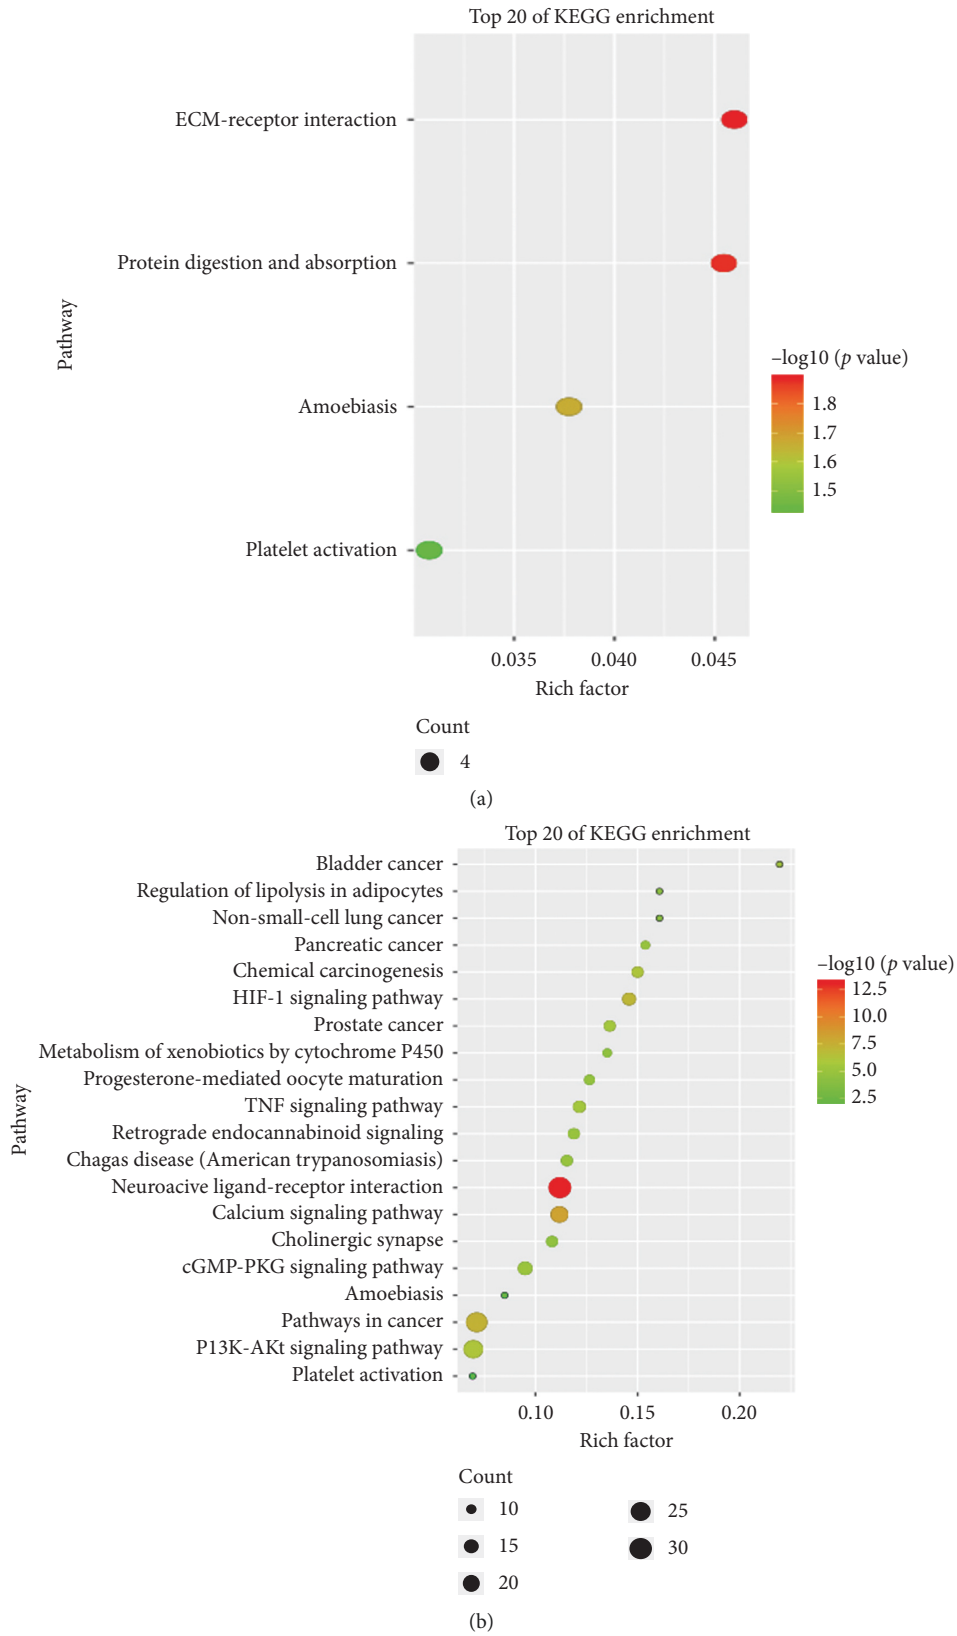 Top 20 of KEGG enrichment
ECM-receptor interaction
Protein digestion and absorption
Amoebiasis
Platelet activation
Pathway
0.035 0.040 0.045
Rich factor
–log10 (p value)
1.8
1.7
1.6
1.5
Count
4
(a)
Top 20 of KEGG enrichment
Bladder cancer
Regulation of lipolysis in adipocytes
Non-small-cell lung cancer
Pancreatic cancer
Chemical carcinogenesis
HIF-1 signaling pathway
Prostate cancer
Metabolism of xenobiotics by cytochrome P450
Progesterone-mediated oocyte maturation
TNF signaling pathway
Retrograde endocannabinoid signaling
Chagas disease (American trypanosomiasis)
Neuroacive ligand-receptor interaction
Calcium signaling pathway
Cholinergic synapse
cGMP-PKG signaling pathway
Amoebiasis
Pathways in cancer
P13K-AKt signaling pathway
Platelet activation
Pathway
0.10 0.15 0.20
Rich factor
–log10 (p value)
12.5
10.0
7.5
5.0
2.5
Count
10 25
15 30
20
(b)